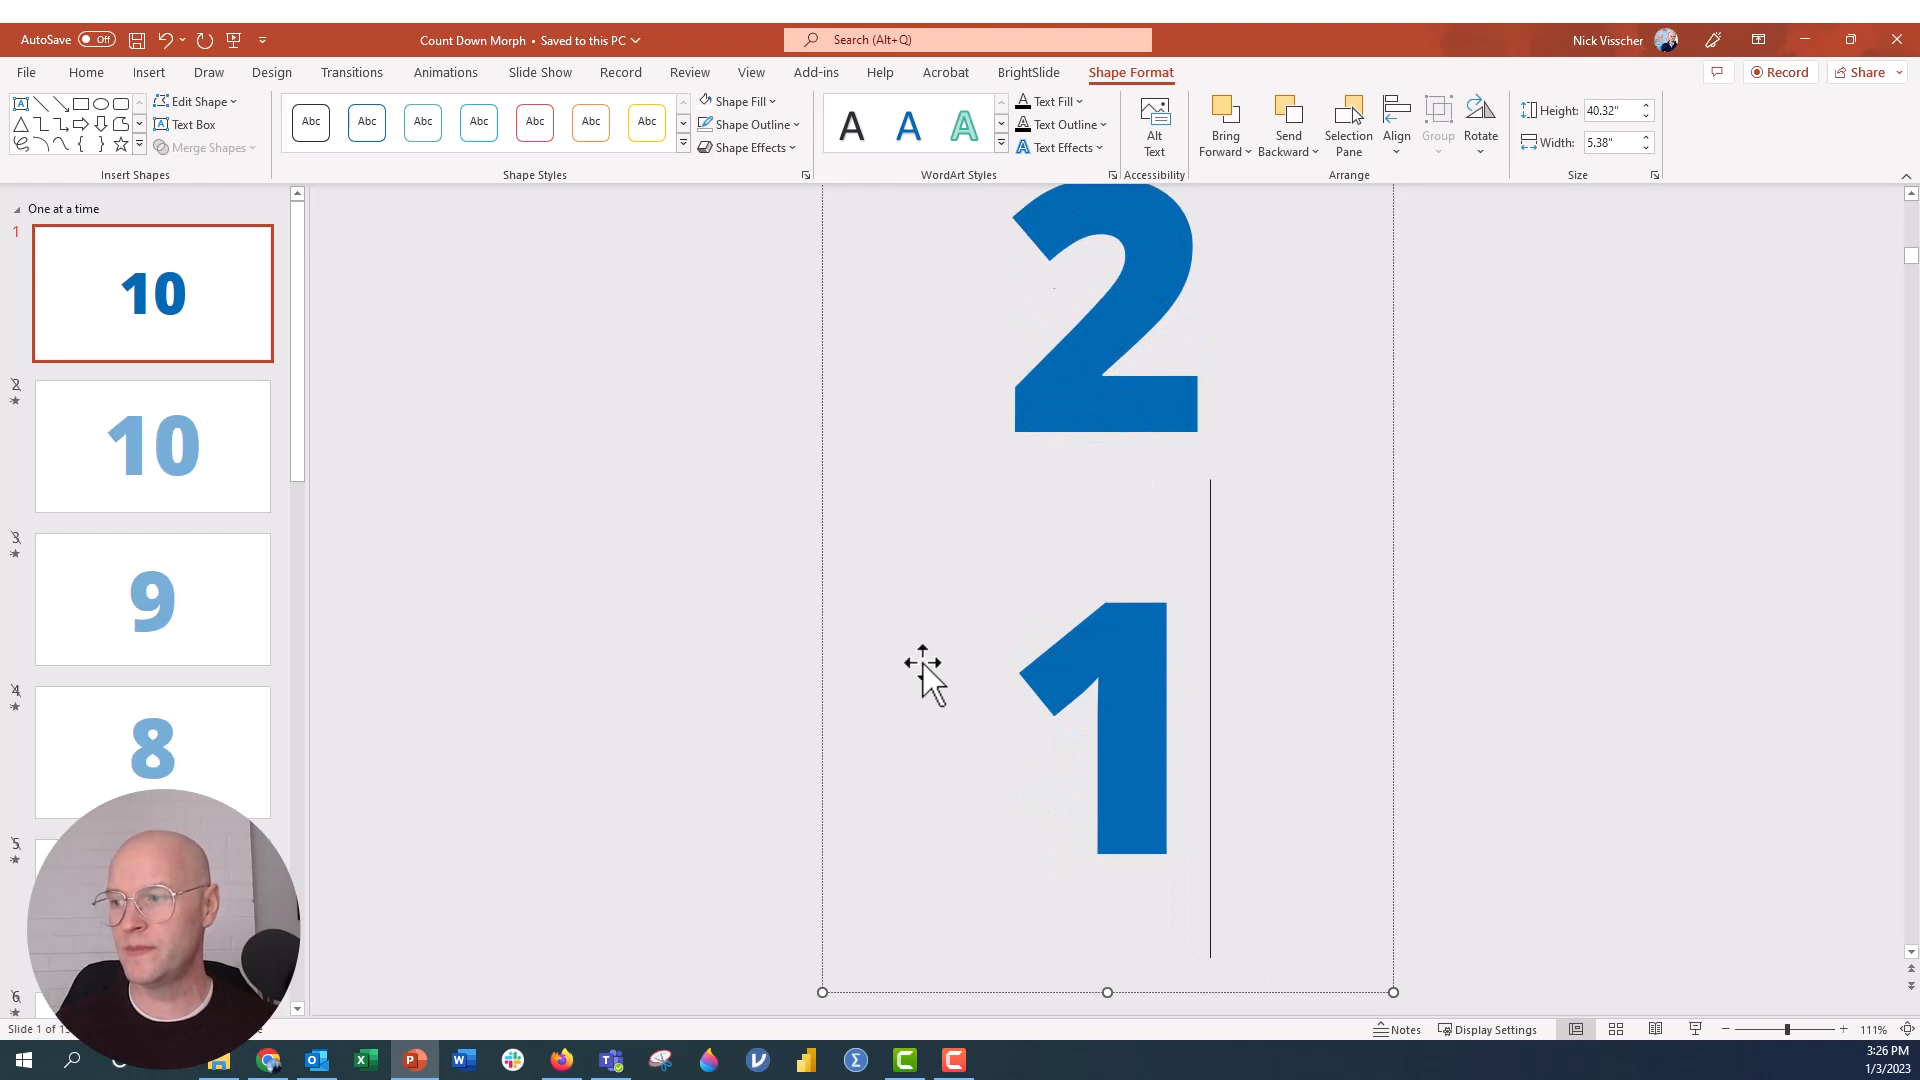 AutoSave Off Count Down Morph • Saved to this PC Search (Alt+Q) Nick Visscher
File Home Insert Draw Design Transitions Animations Slide Show Record Review View Add-ins Help Acrobat BrightSlide Shape Format Record Share
Edit Shape
Text Box
Merge Shapes
Insert Shapes
Abc Abc Abc Abc Abc Abc Abc
Shape Fill
Shape Outline
Shape Effects
Shape Styles
A A A
Text Fill
Text Outline
Text Effects
WordArt Styles
Alt
Text
Accessibility
Bring
Forward
Send
Backward
Selection
Pane
Align
Group
Rotate
Arrange
Height: 40.32"
Width: 5.38"
Size
One at a time
1
10
2
10
3
9
4
8
5
6
2
1
Slide 1 of 1
Notes Display Settings 111%
3:26 PM
1/3/2023